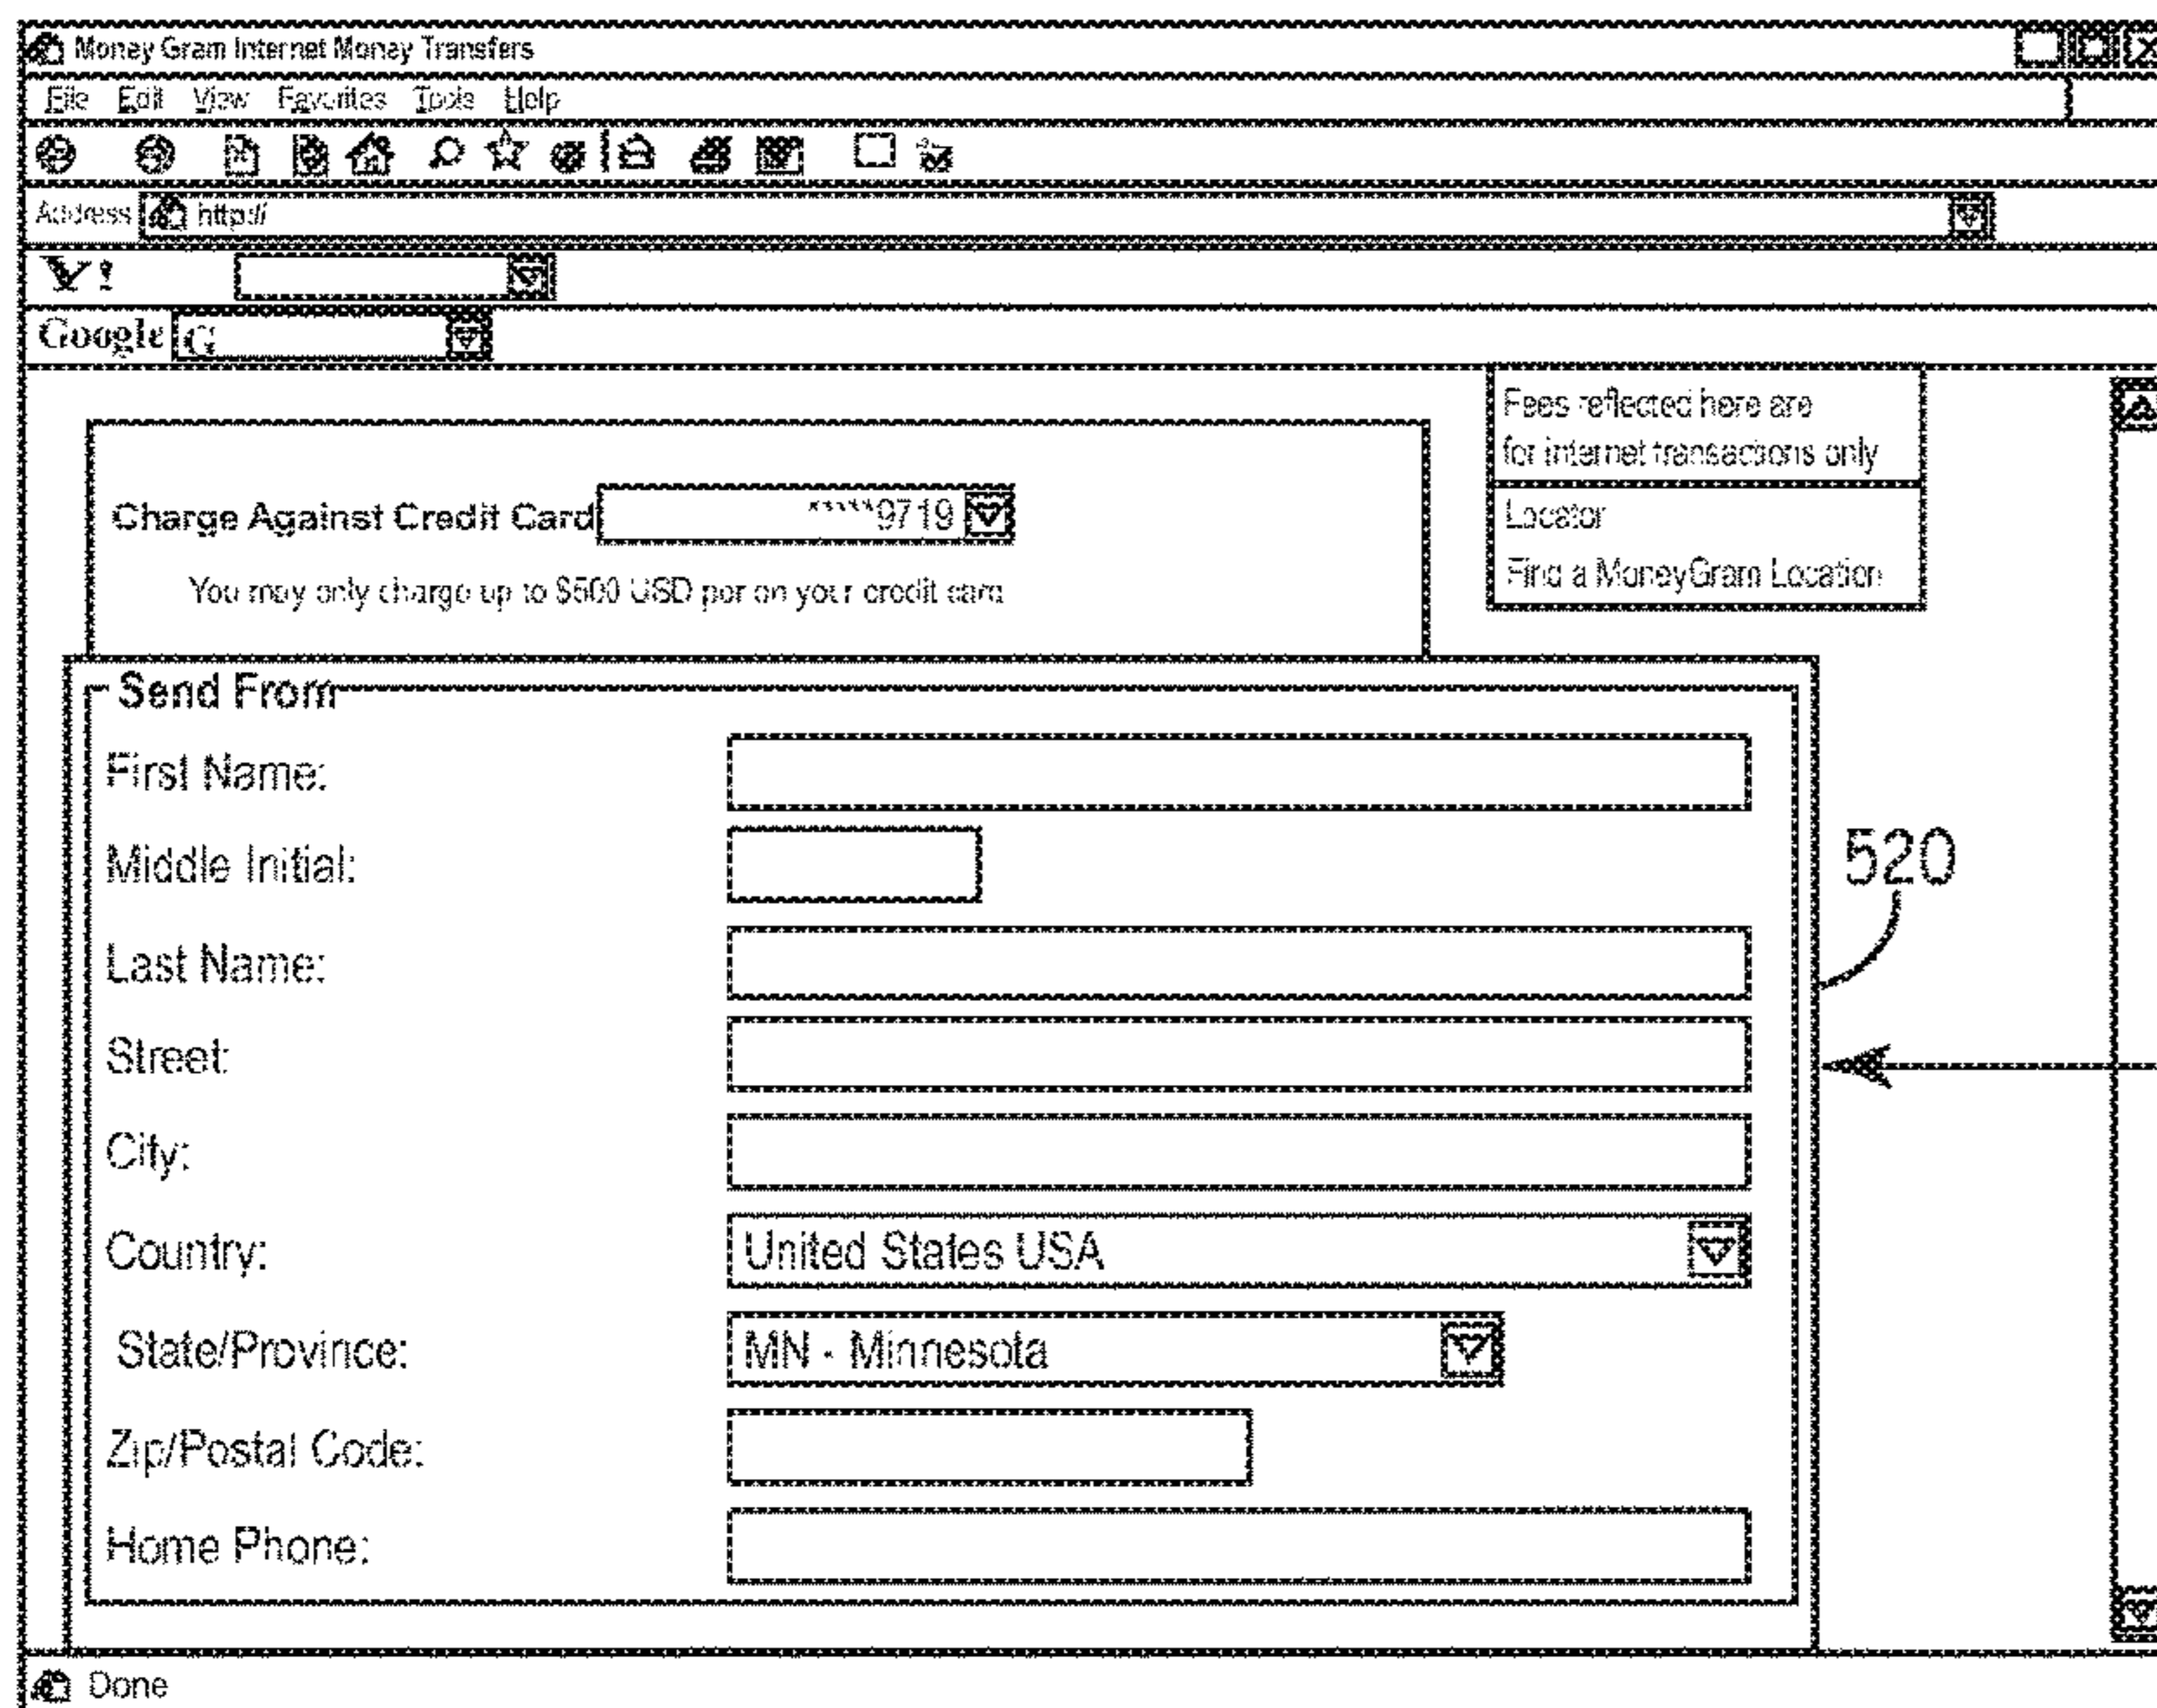 Money Gram Internet Money Transfers
File Edit View Favorites Tools Help
Address http://
Y!
Google G
Fees reflected here are
for internet transactions only
Locator
Find a MoneyGram Location
Charge Against Credit Card *****9719
You may only charge up to $500 USD per on your credit card
Send From
First Name:
Middle Initial:
520
Last Name:
Street:
City:
Country: United States USA
State/Province: MN - Minnesota
Zip/Postal Code:
Home Phone:
Done